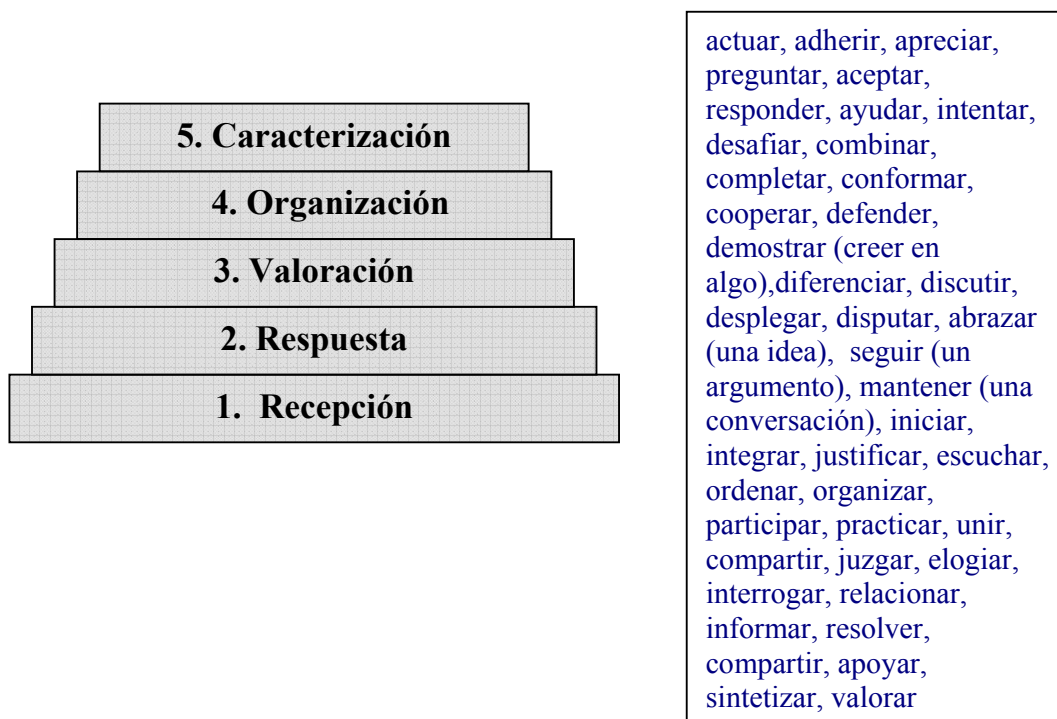 5. Caracterización
4. Organización
3. Valoración
2. Respuesta
1. Recepción
actuar, adherir, apreciar,
preguntar, aceptar,
responder, ayudar, intentar,
desafiar, combinar,
completar, conformar,
cooperar, defender,
demostrar (creer en
algo),diferenciar, discutir,
desplegar, disputar, abrazar
(una idea), seguir (un
argumento), mantener (una
conversación), iniciar,
integrar, justificar, escuchar,
ordenar, organizar,
participar, practicar, unir,
compartir, juzgar, elogiar,
interrogar, relacionar,
informar, resolver,
compartir, apoyar,
sintetizar, valorar